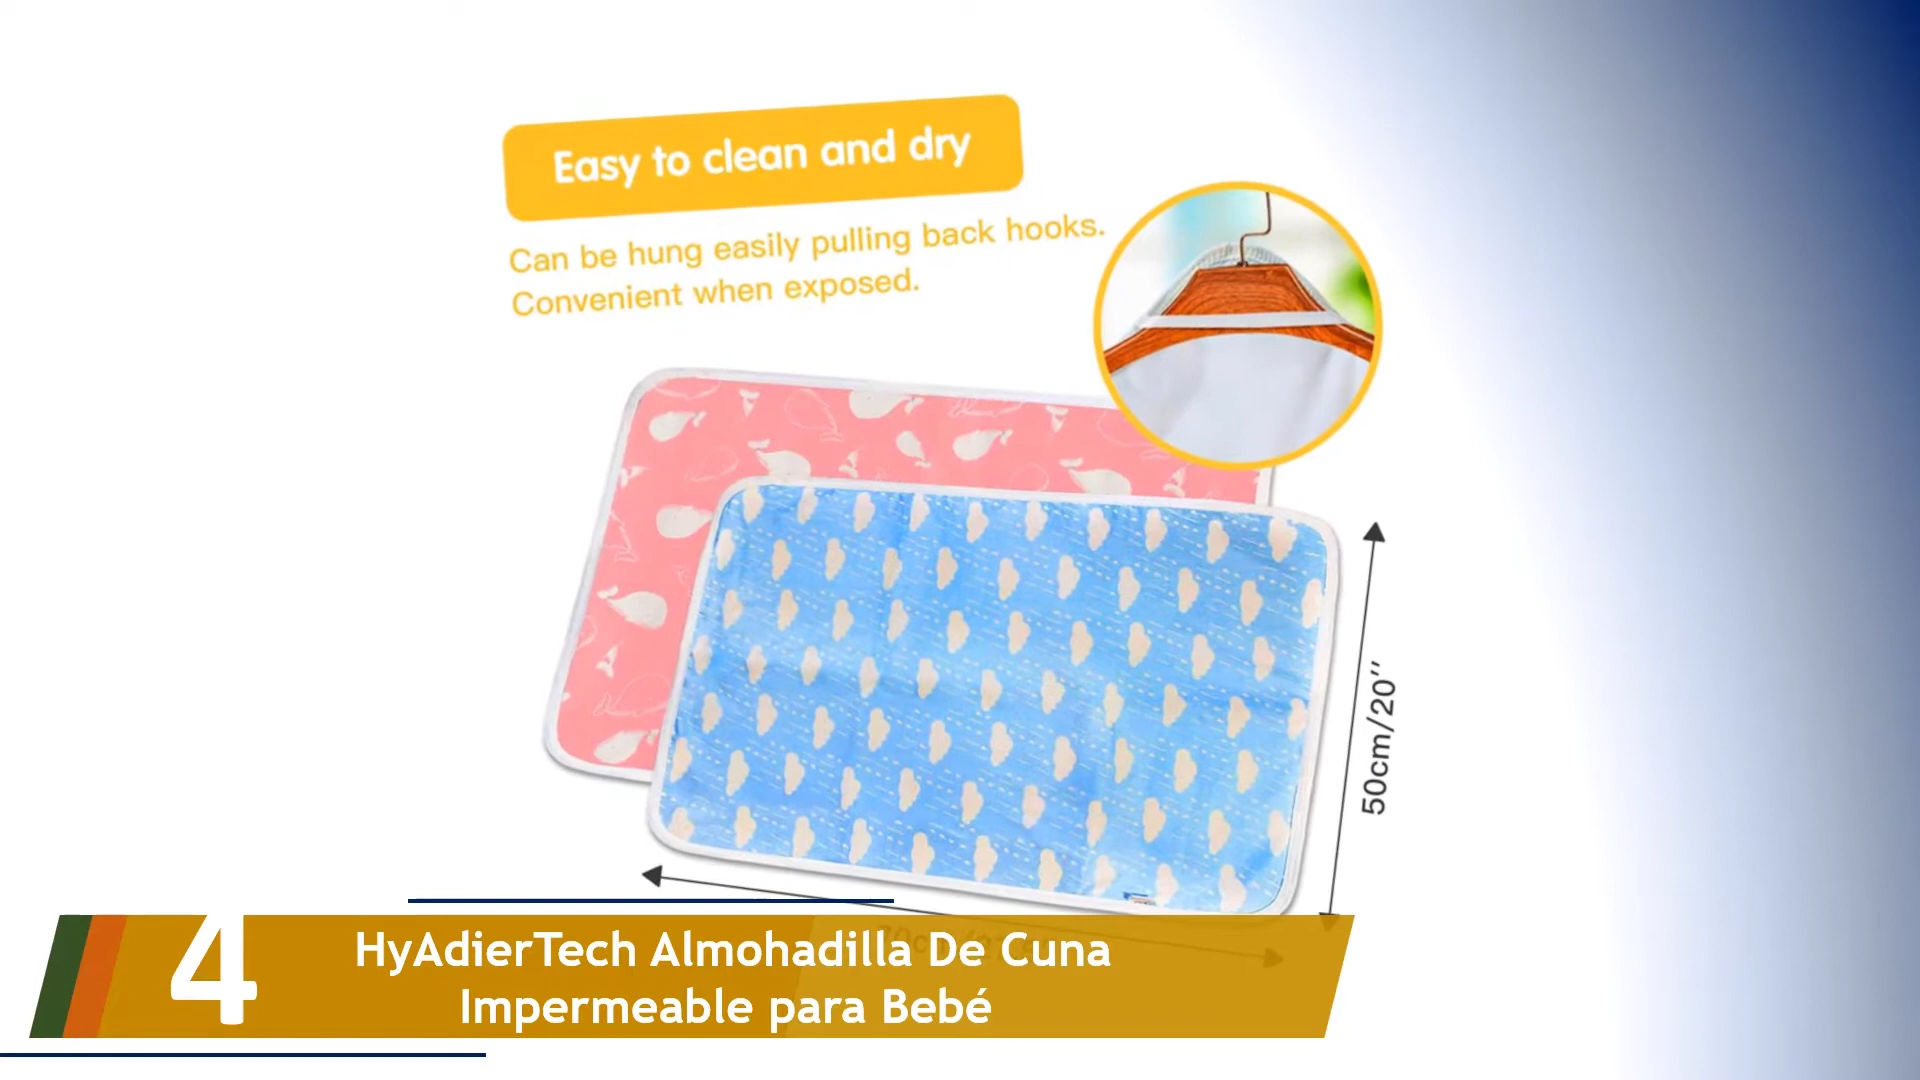 Easy to clean and dry
Can be hung easily pulling back hooks.
Convenient when exposed.
50cm/20''
4
HyAdierTech Almohadilla De Cuna
Impermeable para Bebé